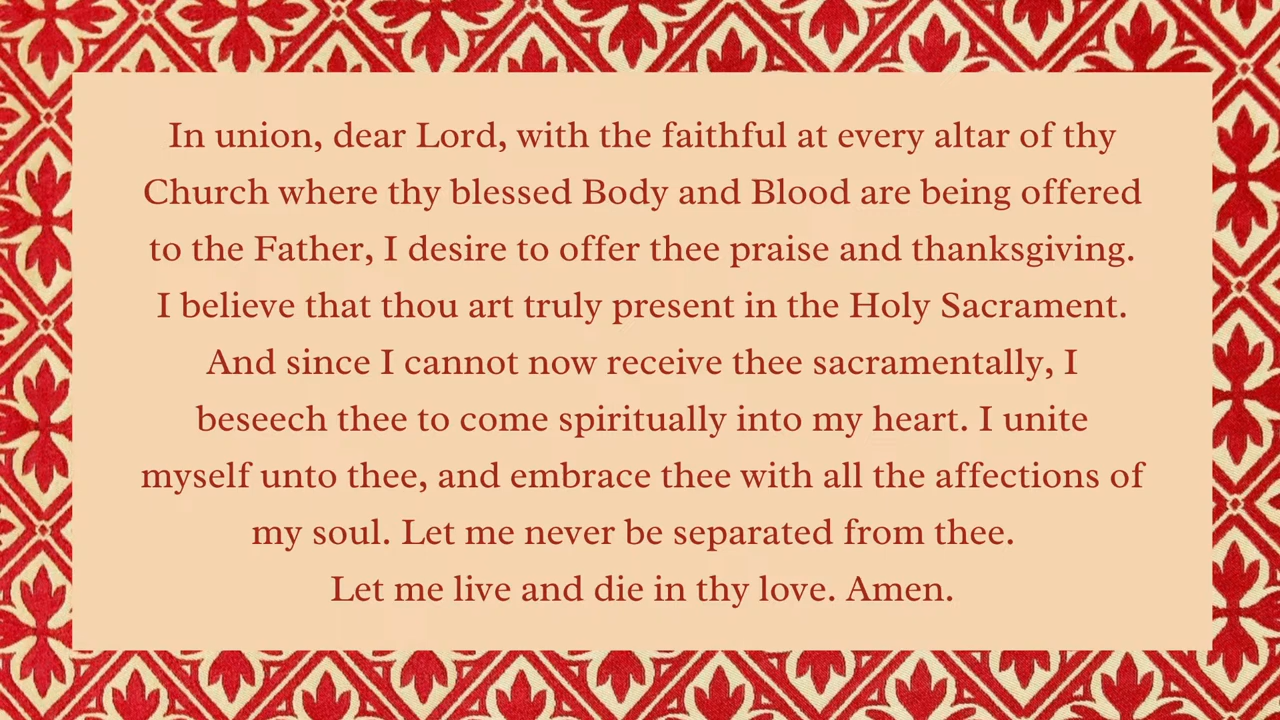 In union, dear Lord, with the faithful at every altar of thy
Church where thy blessed Body and Blood are being offered
to the Father, I desire to offer thee praise and thanksgiving.
I believe that thou art truly present in the Holy Sacrament.
And since I cannot now receive thee sacramentally, I
beseech thee to come spiritually into my heart. I unite
myself unto thee, and embrace thee with all the affections of
my soul. Let me never be separated from thee.
Let me live and die in thy love. Amen.